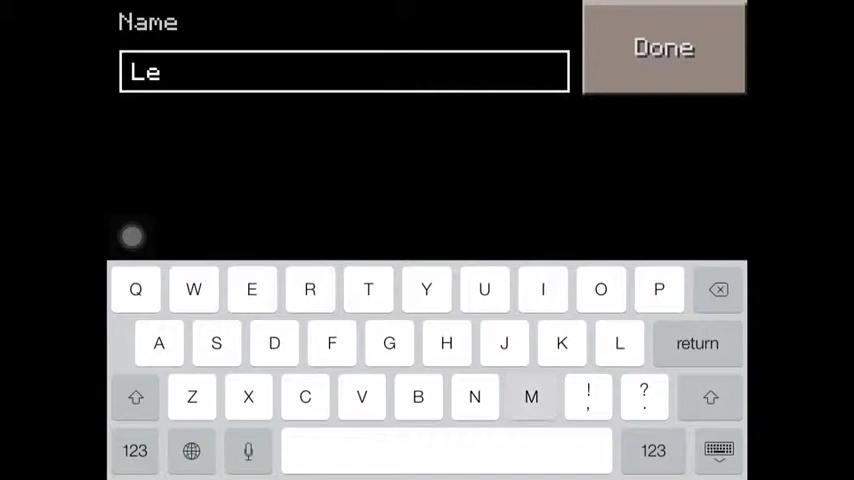 Name
Done
Le
Q W E R T Y U I O P
A S D F G H J K L return
Z X C V B N M ! , ? .
123 123